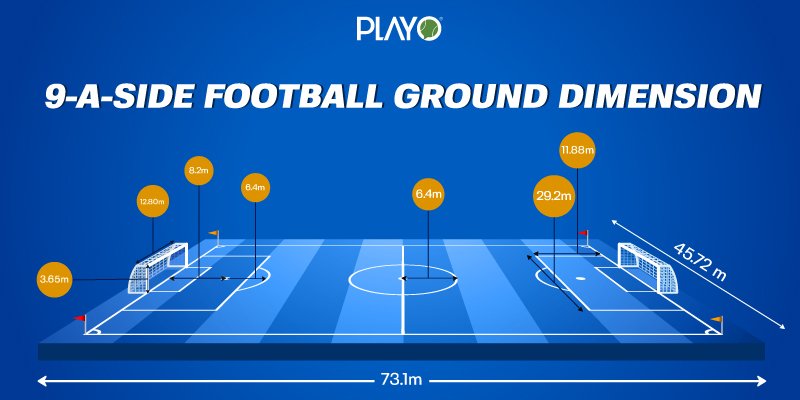 PLAYO
9-A-SIDE FOOTBALL GROUND DIMENSION
11.88m
8.2m
6.4m
6.4m
29.2m
12.80m
3.65m
45.72 m
73.1m